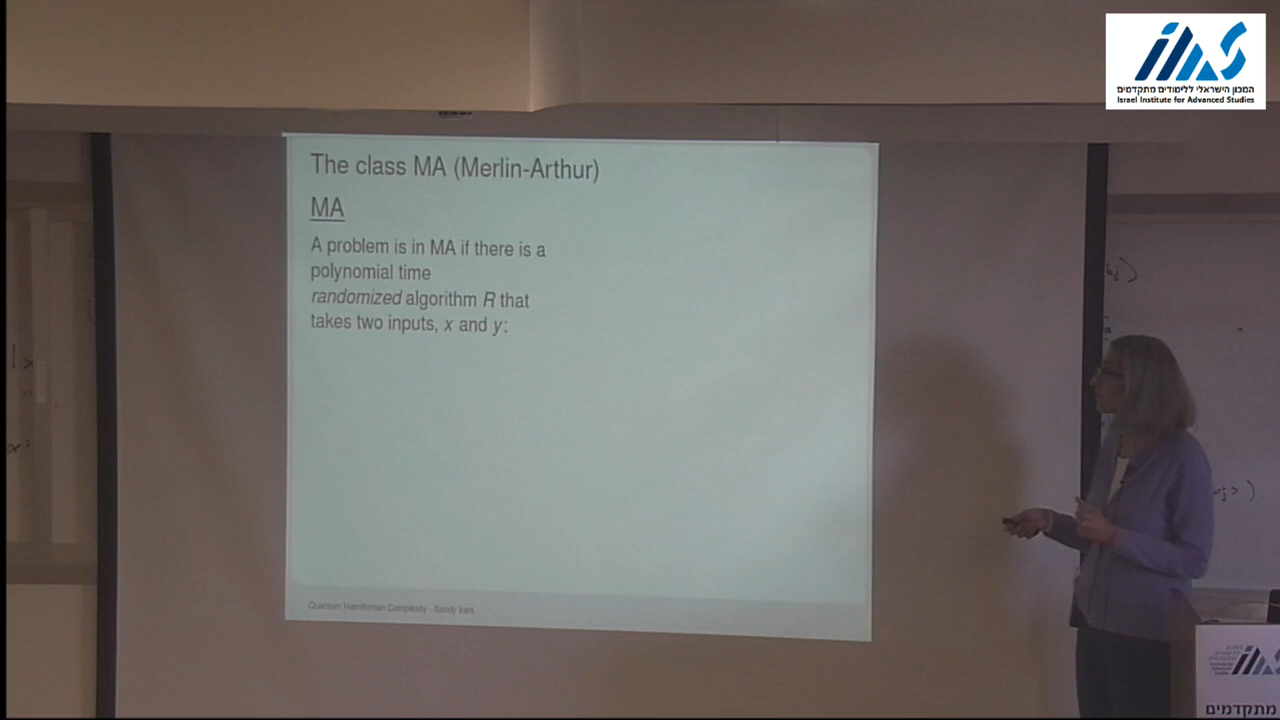 המכון הישראלי ללימודים מתקדמים
Israel Institute for Advanced Studies
The class MA (Merlin-Arthur)
MA
A problem is in MA if there is a
polynomial time
randomized algorithm R that
takes two inputs, x and y:
Quantum Hamiltonian Complexity Sandy Irani
מתקדמים